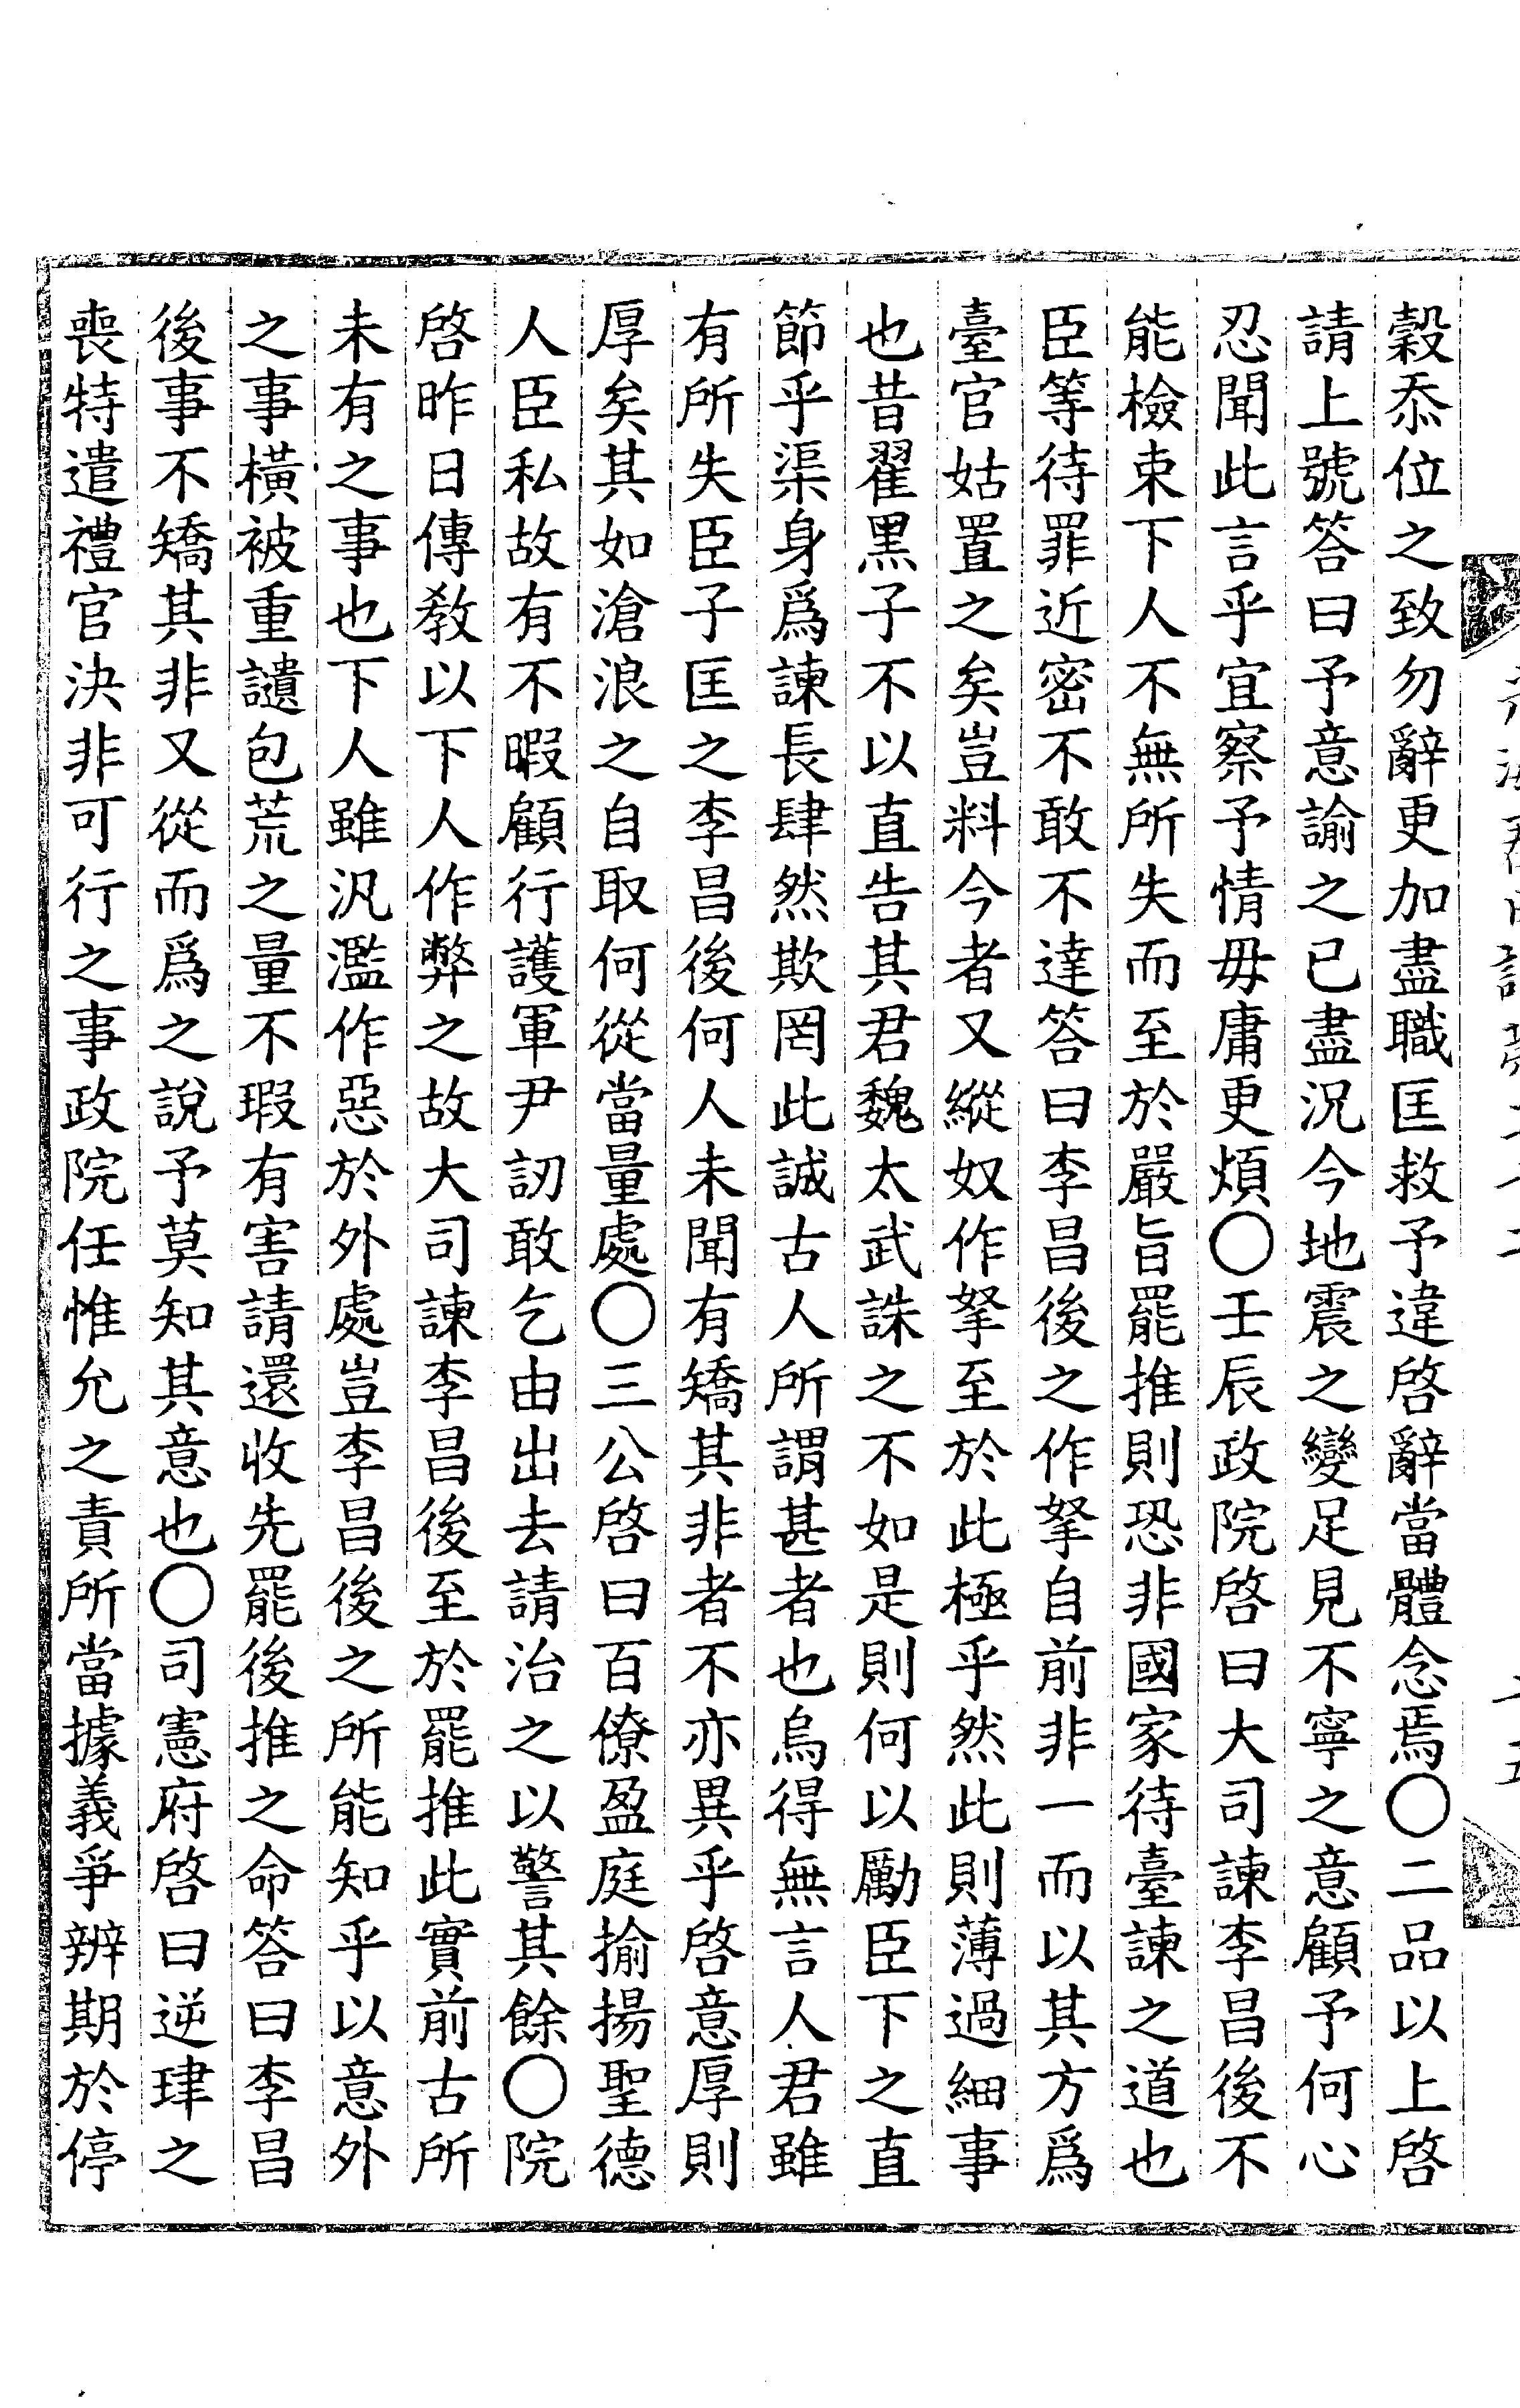 穀忝位之致勿辭更加盡職匡救予違啓辭當體念焉○二品以上啓
請上號答曰予意諭之已盡況今地震之變足見不寧之意顧予何心
忍聞此言乎宜察予情毋庸更煩○壬辰政院啓曰大司諫李昌後不
能檢束下人不無所失而至於嚴旨罷推則恐非國家待臺諫之道也
臣等待罪近密不敢不達答曰李昌後之作拏自前非一而以其方爲
臺官姑置之矣豈料今者又縱奴作拏至於此極乎然此則薄過細事
也昔翟黑子不以直告其君魏太武誅之不如是則何以勵臣下之直
節乎渠身爲諫長肆然欺罔此誠古人所謂甚者也烏得無言人君雖
有所失臣子匡之李昌後何人未聞有矯其非者不亦異乎啓意厚則
厚矣其如滄浪之自取何從當量處○三公啓曰百僚盈庭揄揚聖德
人臣私故有不暇顧行護軍尹訒敢乞由出去請治之以警其餘○院
啓昨日傳敎以下人作弊之故大司諫李昌後至於罷推此實前古所
未有之事也下人雖汎濫作惡於外處豈李昌後之所能知乎以意外
之事橫被重譴包荒之量不瑕有害請還收先罷後推之命答曰李昌
後事不矯其非又從而爲之說予莫知其意也○司憲府啓曰逆珒之
喪特遣禮官決非可行之事政院任惟允之責所當據義爭辨期於停